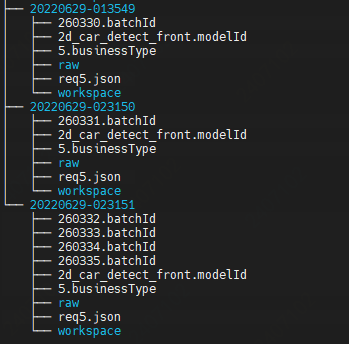 20220629-013549
260330.batchId
2d_car_detect_front.modelId
5.businessType
raw
req5.json
workspace
20220629-023150
260331.batchId
2d_car_detect_front.modelId
5.businessType
raw
req5.json
workspace
20220629-023151
260332.batchId
260333.batchId
260334.batchId
260335.batchId
2d_car_detect_front.modelId
5.businessType
raw
req5.json
workspace